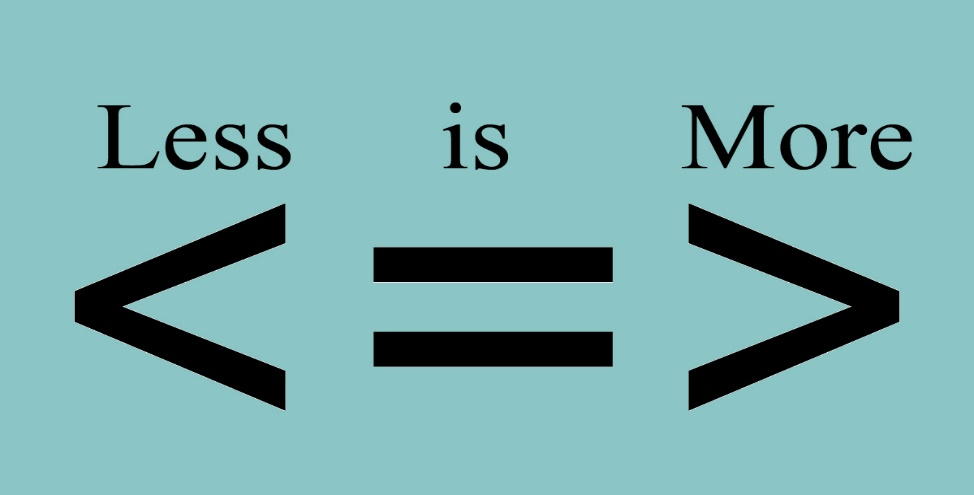 Less is More
< = >